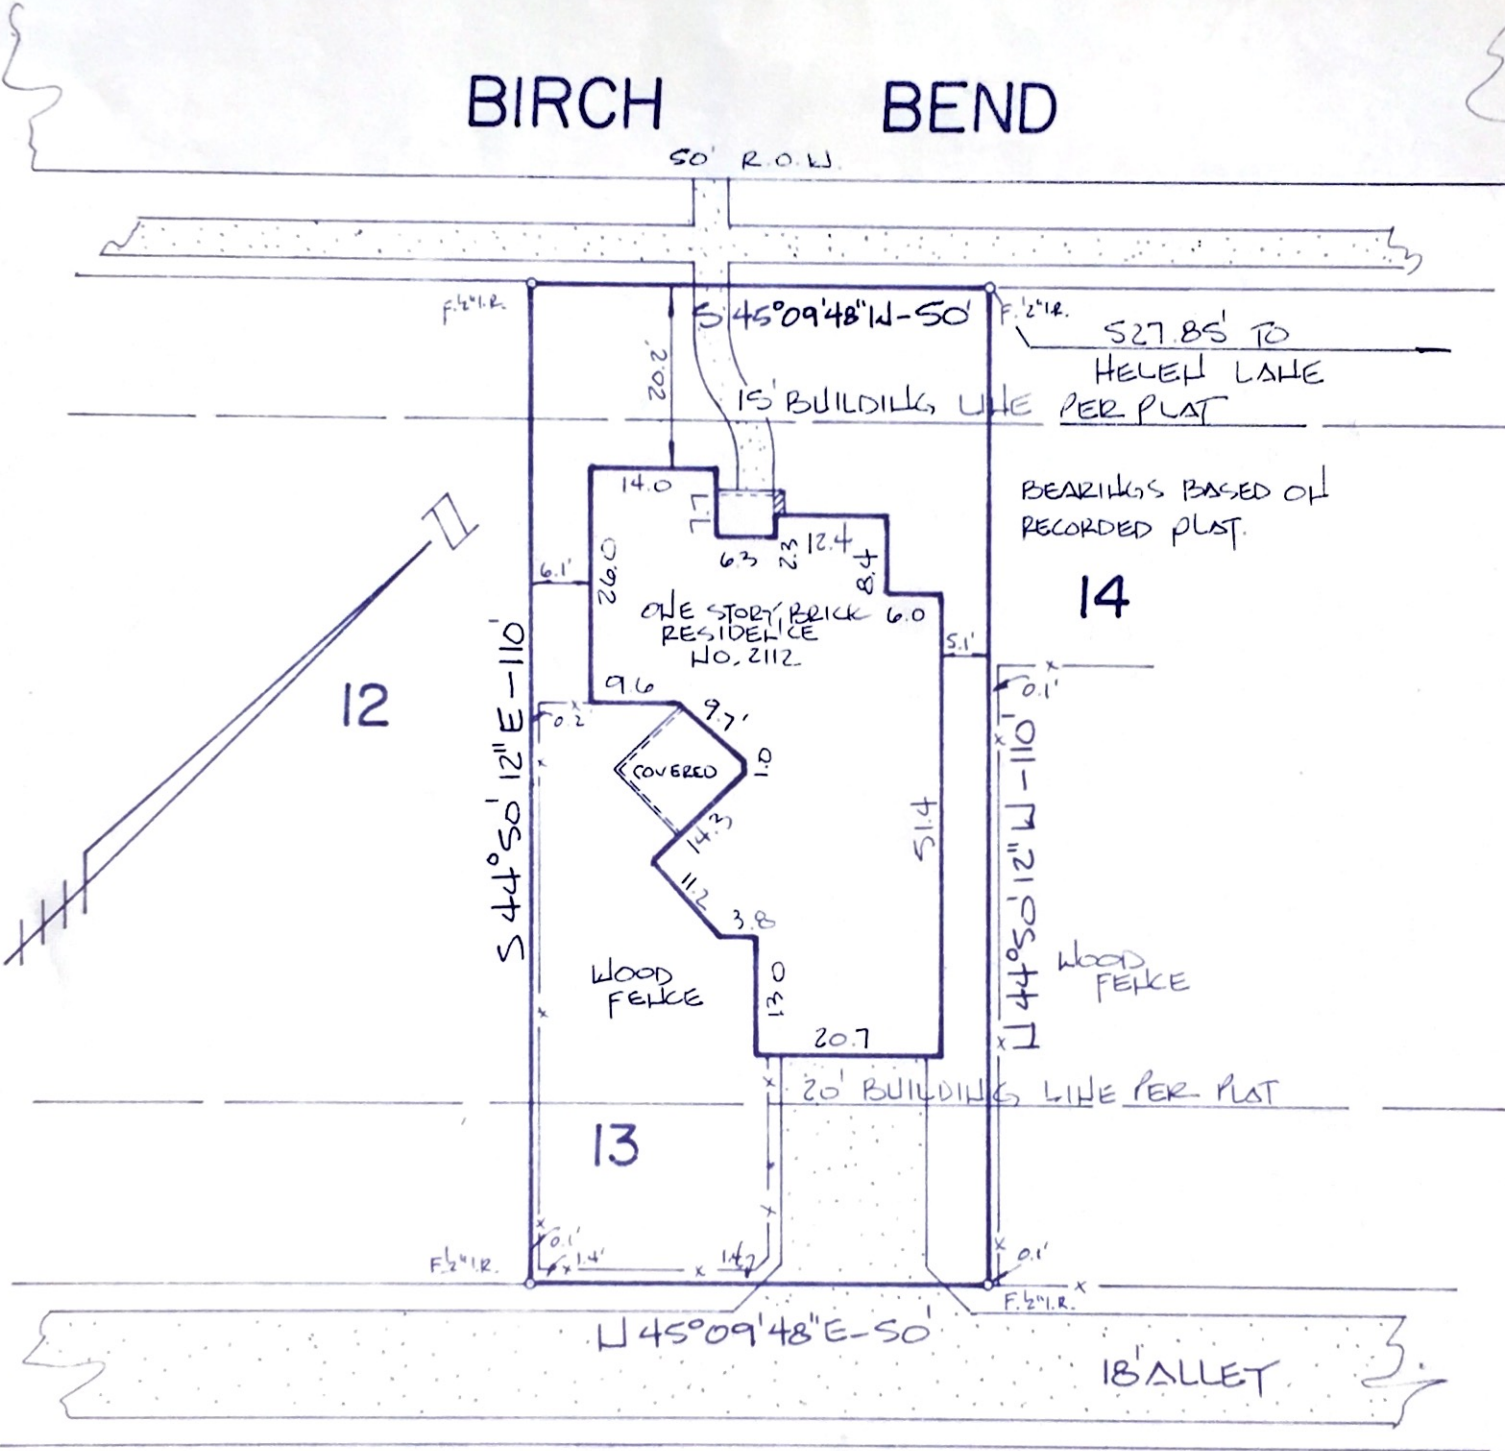 BIRCH BEND
50' R.O.W.
F.½"I.R.
S 45°09'48"W-50'
F.½"I.R.
527.85' TO
HELEN LANE
20.2'
15' BUILDING LINE PER PLAT
BEARINGS BASED ON
RECORDED PLAT.
14.0
7.7
6.3
2.3
12.4
8.4
6.0
6.1'
26.0
5.1'
ONE STORY BRICK
RESIDENCE
NO. 2112
14
12
0.1'
9.6
9.7'
0.2
1.0
COVERED
S 44°50'12"E-110'
N 44°50'12"W-110'
51.4
14.3
11.2
3.8
13.0
WOOD
FENCE
WOOD
FENCE
20.7
20' BUILDING LINE PER PLAT
13
0.1'
1.4'
1.4'
0.1'
F.½"I.R.
F.½"I.R.
N 45°09'48"E-50'
18' ALLEY